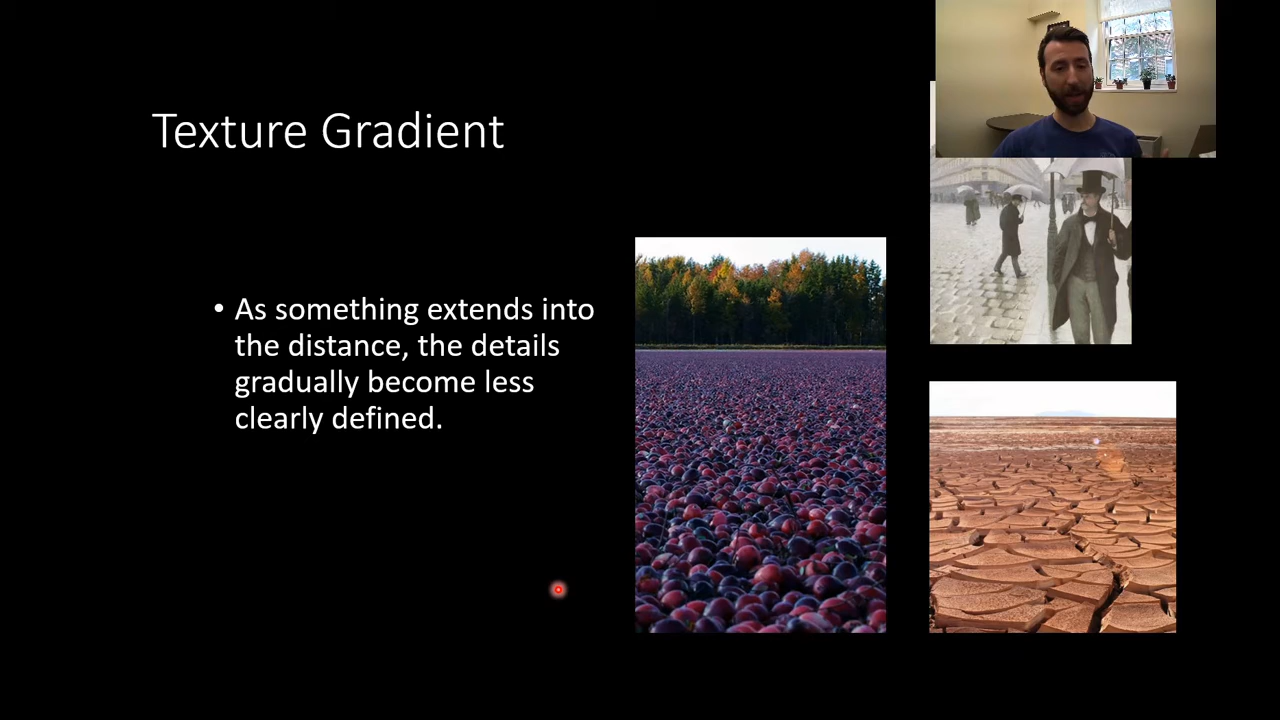 Texture Gradient
• As something extends into
the distance, the details
gradually become less
clearly defined.